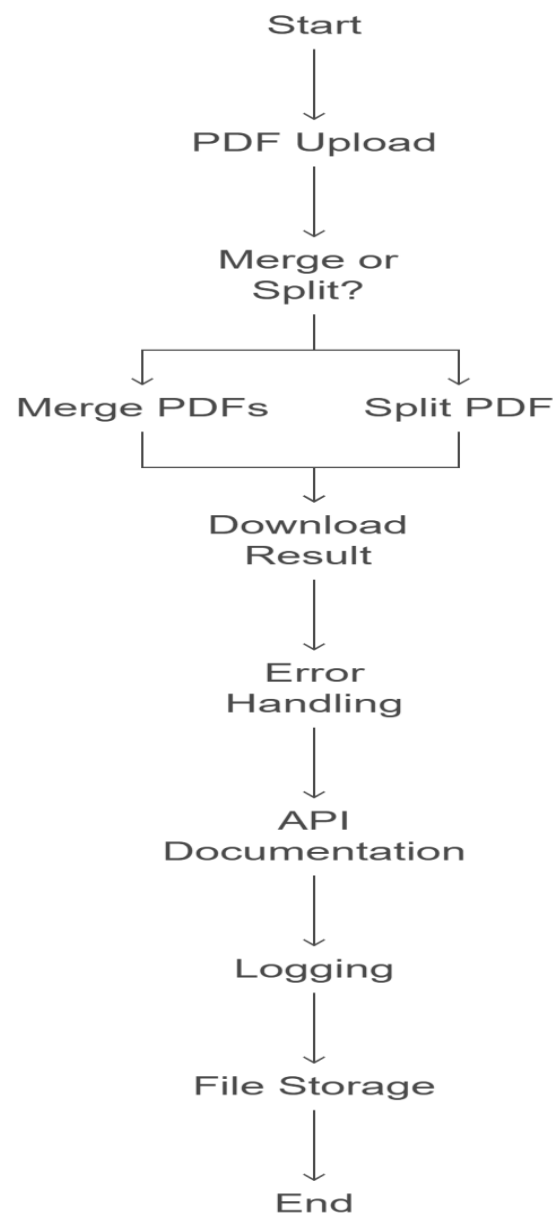 Start
PDF Upload
Merge or
Split?
Merge PDFs
Split PDF
Download
Result
Error
Handling
API
Documentation
Logging
File Storage
End